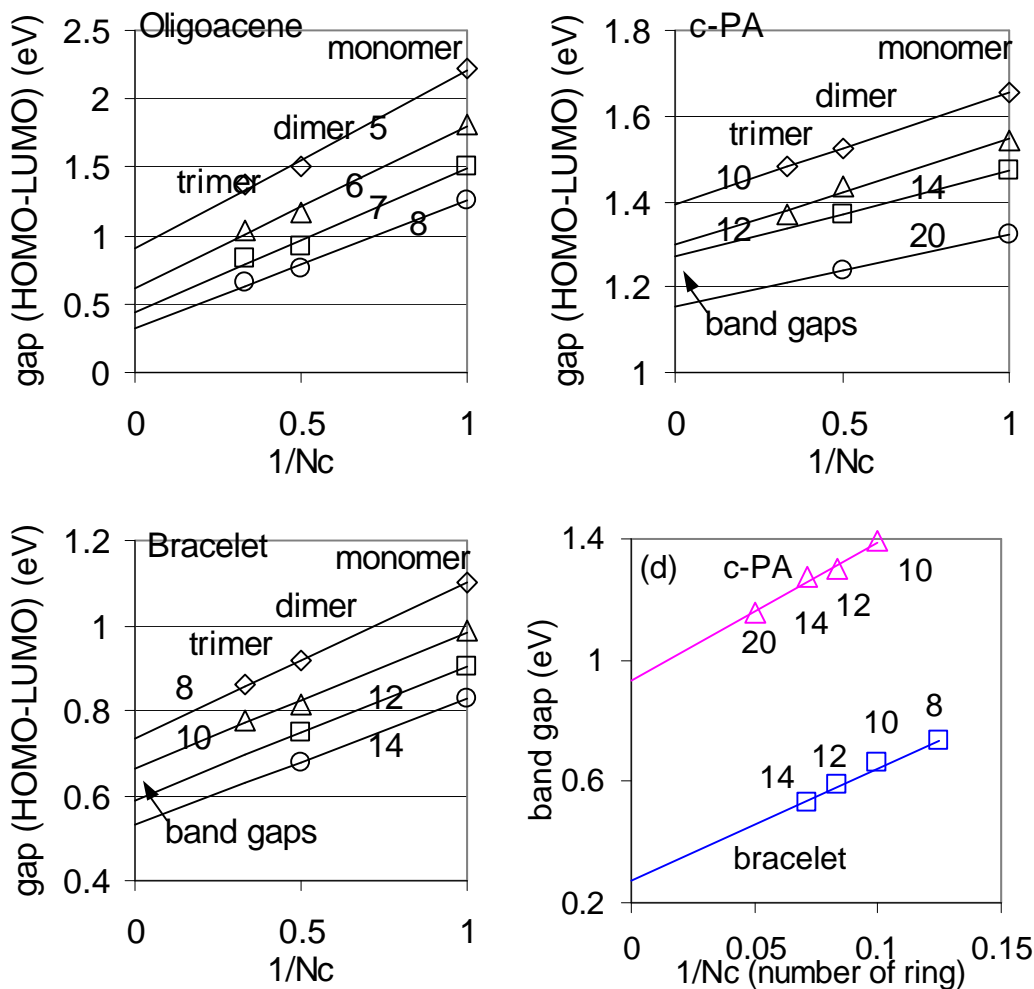 Oligoacene
gap (HOMO-LUMO) (eV)
2.5
2
1.5
1
0.5
0
monomer
dimer 5
trimer
6
7
8
0
0.5
1
1/Nc
c-PA
gap (HOMO-LUMO) (eV)
1.8
1.6
1.4
1.2
1
monomer
dimer
trimer
10
14
12
20
band gaps
0
0.5
1
1/Nc
Bracelet
gap (HOMO-LUMO) (eV)
1.2
1
0.8
0.6
0.4
monomer
dimer
trimer
8
12
10
14
band gaps
0
0.5
1
1/Nc
(d)
band gap (eV)
1.4
1
0.6
0.2
c-PA
10
12
14
20
8
10
12
14
bracelet
0
0.05
0.1
0.15
1/Nc (number of ring)